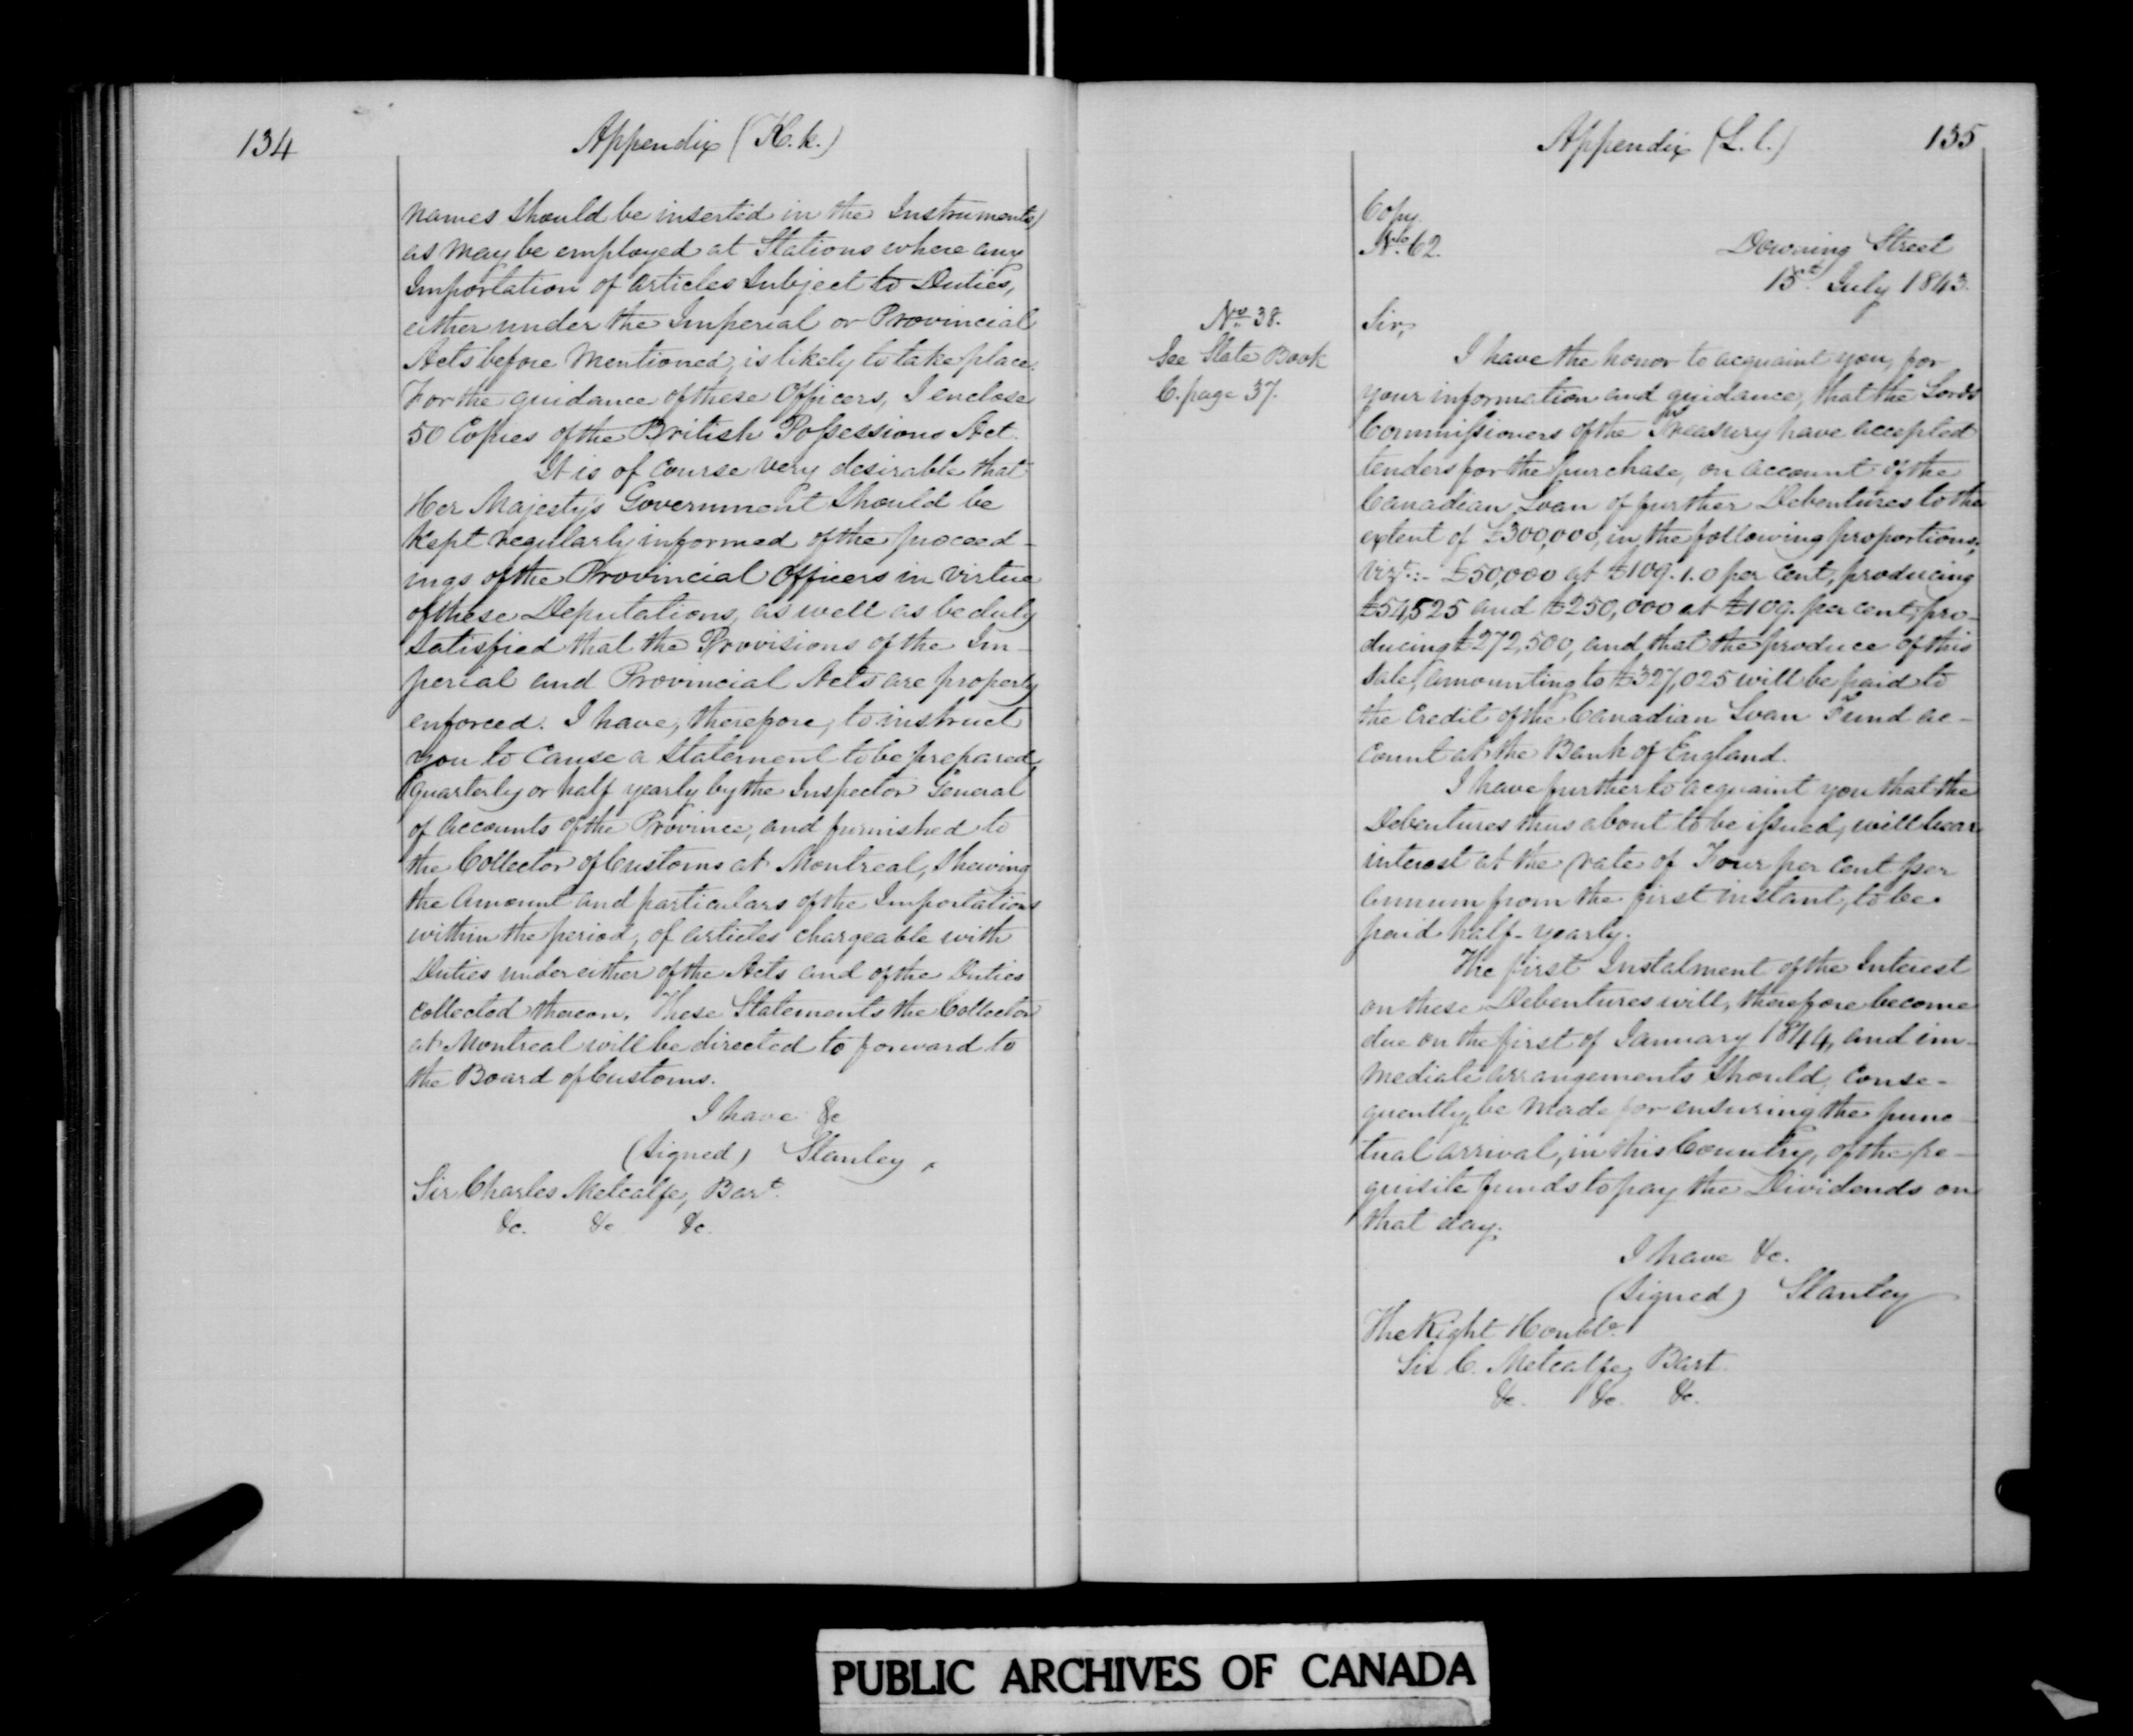 134
Appendix (K. k.)
names should be inserted in the Instruments)
as may be employed at Stations where any
Importation of articles Subject to Duties,
either under the Imperial or Provincial
Acts before mentioned, is likely to take place.
For the guidance of these Officers, I enclose
50 Copies of the British Possessions Act.
It is of course very desirable that
Her Majesty's Government should be
kept regularly informed of the proceed-
ings of the Provincial Officers in virtue
of these Deputations, as well as be duly
satisfied that the Provisions of the Im-
perial and Provincial Acts are properly
enforced. I have, therefore, to instruct
you to cause a Statement to be prepared,
quarterly or half yearly by the Inspector General
of Accounts of the Province, and furnished to
the Collector of Customs at Montreal, shewing
the Amount and particulars of the Importations
within the period, of articles chargeable with
Duties under either of the Acts and of the Duties
collected thereon. These Statements the Collector
at Montreal will be directed to forward to
the Board of Customs.
I have &c
(Signed) Stanley,
Sir Charles Metcalfe, Bart.
&c. &c &c.
Appendix (L. l.)
135
Copy.
No. 62.
Downing Street
15th July 1843.
No. 38.
See State Book
C. page 37.
Sir,
I have the honor to acquaint you, for
your information and guidance, that the Lords
Commissioners of the Treasury have accepted
tenders for the purchase, on account of the
Canadian Loan of further Debentures to the
extent of £300,000, in the following proportions;
Vizt.:- £50,000 at £109.1.0 per Cent, producing
£54,525 and £250,000 at £109. per cent, pro-
ducing £272,500, and that the produce of this
Sale, amounting to £327,025 will be paid to
the Credit of the Canadian Loan Fund ac-
count at the Bank of England.
I have further to acquaint you that the
Debentures thus about to be issued, will bear
interest at the rate of Four per Cent per
annum from the first instant, to be
paid half-yearly.
The first Instalment of the Interest
on these Debentures will, therefore become
due on the first of January 1844, and im-
mediate arrangements should, conse-
quently, be made for ensuring the punc-
tual arrival, in this Country, of the re-
quisite funds to pay the Dividends on
that day.
I have &c.
(Signed) Stanley
The Right Honble.
Sir C. Metcalfe, Bart
&c. &c. &c.
PUBLIC ARCHIVES OF CANADA